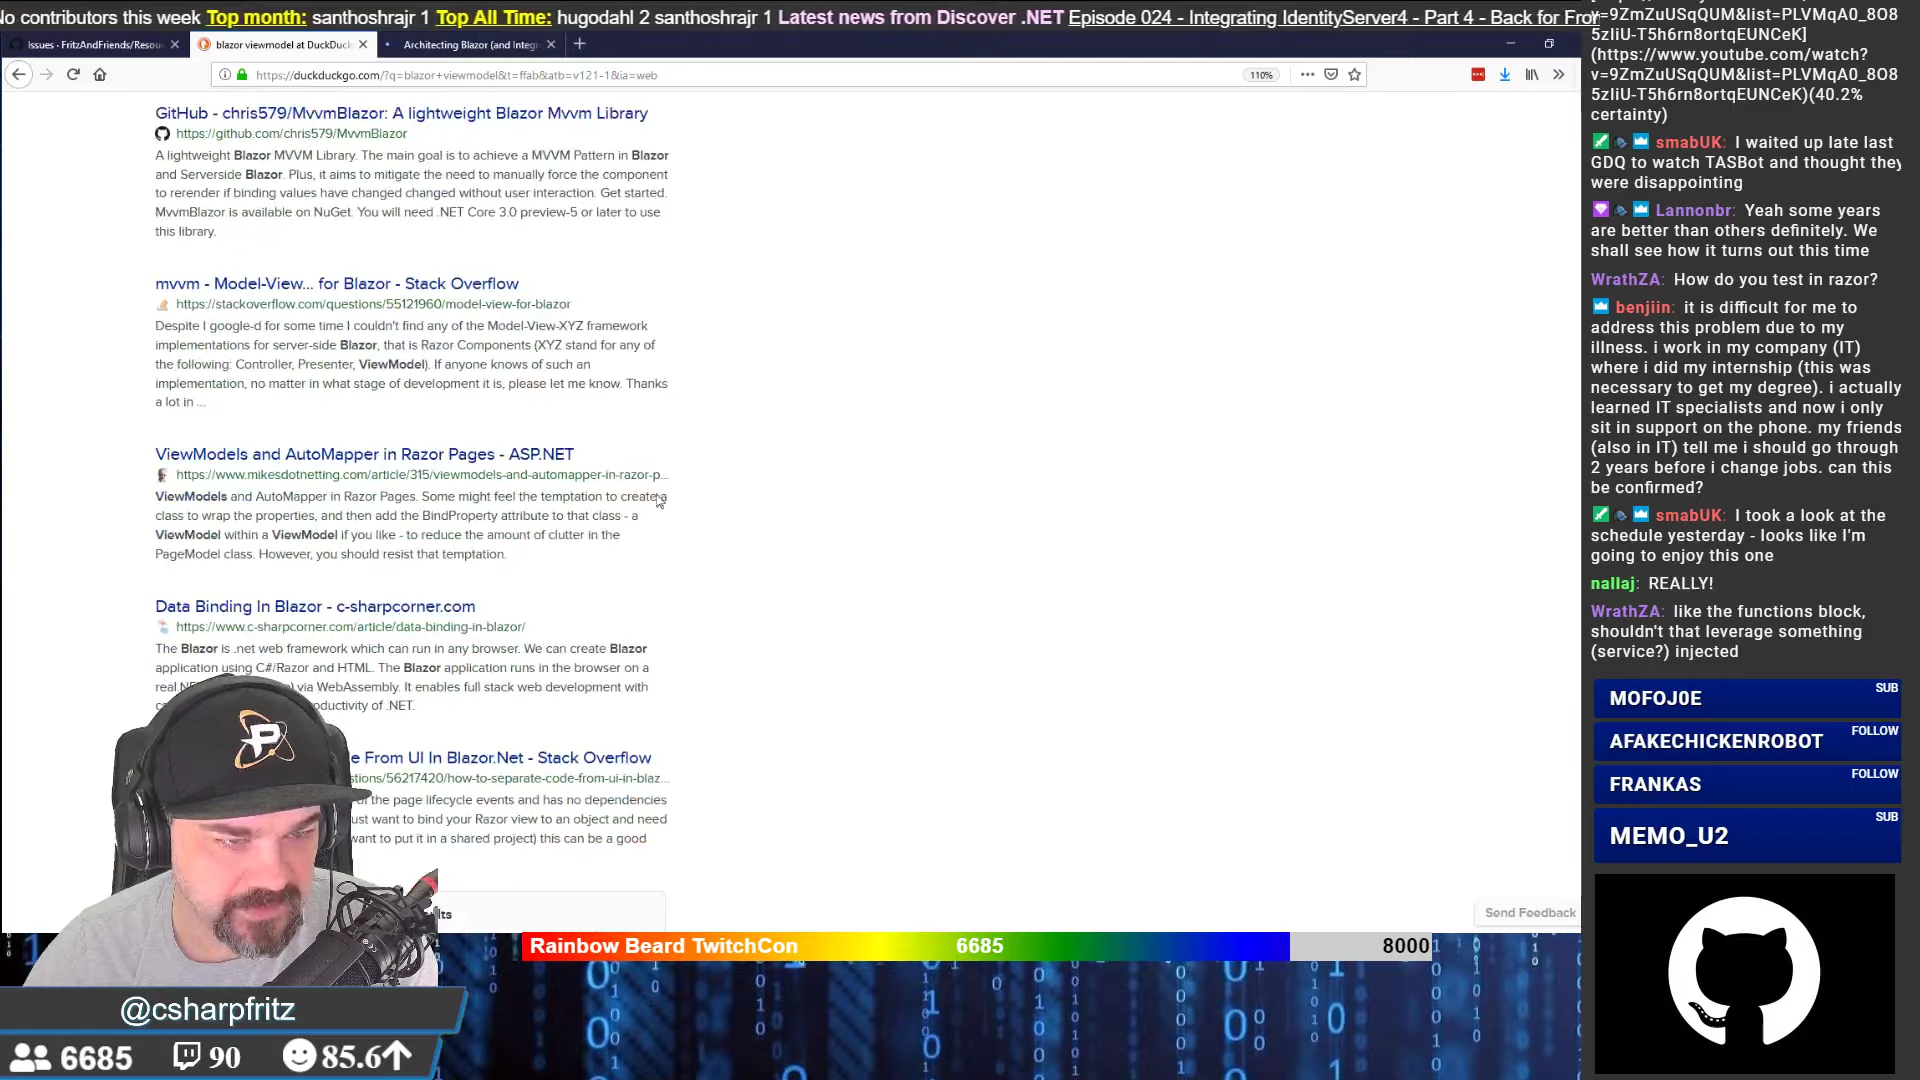 No contributors this week Top month: santhoshrajr 1 Top All Time: hugodahl 2 santhoshrajr 1 Latest news from Discover .NET Episode 024 - Integrating IdentityServer4 - Part 4 - Back for From
Issues · FritzAndFriends/Resou
blazor viewmodel at DuckDuck
Architecting Blazor (and Integr
https://duckduckgo.com/?q=blazor+viewmodel&t=ffab&atb=v121-1&ia=web
110%
GitHub - chris579/MvvmBlazor: A lightweight Blazor Mvvm Library
https://github.com/chris579/MvvmBlazor
A lightweight Blazor MVVM Library. The main goal is to achieve a MVVM Pattern in Blazor
and Serverside Blazor. Plus, it aims to mitigate the need to manually force the component
to rerender if binding values have changed changed without user interaction. Get started.
MvvmBlazor is available on NuGet. You will need .NET Core 3.0 preview-5 or later to use
this library.
mvvm - Model-View... for Blazor - Stack Overflow
https://stackoverflow.com/questions/55121960/model-view-for-blazor
Despite I google-d for some time I couldn't find any of the Model-View-XYZ framework
implementations for server-side Blazor, that is Razor Components (XYZ stand for any of
the following: Controller, Presenter, ViewModel). If anyone knows of such an
implementation, no matter in what stage of development it is, please let me know. Thanks
a lot in ...
ViewModels and AutoMapper in Razor Pages - ASP.NET
https://www.mikesdotnetting.com/article/315/viewmodels-and-automapper-in-razor-p...
ViewModels and AutoMapper in Razor Pages. Some might feel the temptation to create a
class to wrap the properties, and then add the BindProperty attribute to that class - a
ViewModel within a ViewModel if you like - to reduce the amount of clutter in the
PageModel class. However, you should resist that temptation.
Data Binding In Blazor - c-sharpcorner.com
https://www.c-sharpcorner.com/article/data-binding-in-blazor/
The Blazor is .net web framework which can run in any browser. We can create Blazor
application using C#/Razor and HTML. The Blazor application runs in the browser on a
real .NE ) via WebAssembly. It enables full stack web development with
oductivity of .NET.
e From UI In Blazor.Net - Stack Overflow
stions/56217420/how-to-separate-code-from-ui-in-blaz...
of the page lifecycle events and has no dependencies
ust want to bind your Razor view to an object and need
want to put it in a shared project) this can be a good
ults
Send Feedback
v=9ZmZuUSqQUM&list=PLVMqA0_8O8
5zIiU-T5h6rn8ortqEUNCeK]
(https://www.youtube.com/watch?
v=9ZmZuUSqQUM&list=PLVMqA0_8O8
5zIiU-T5h6rn8ortqEUNCeK)(40.2%
certainty)
smabUK: I waited up late last
GDQ to watch TASBot and thought they
were disappointing
Lannonbr: Yeah some years
are better than others definitely. We
shall see how it turns out this time
WrathZA: How do you test in razor?
benjiin: it is difficult for me to
address this problem due to my
illness. i work in my company (IT)
where i did my internship (this was
necessary to get my degree). i actually
learned IT specialists and now i only
sit in support on the phone. my friends
(also in IT) tell me i should go through
2 years before i change jobs. can this
be confirmed?
smabUK: I took a look at the
schedule yesterday - looks like I'm
going to enjoy this one
nallaj: REALLY!
WrathZA: like the functions block,
shouldn't that leverage something
(service?) injected
MOFOJ0E SUB
AFAKECHICKENROBOT FOLLOW
FRANKAS FOLLOW
MEMO_U2 SUB
Rainbow Beard TwitchCon 6685 8000
@csharpfritz
6685 90 85.6